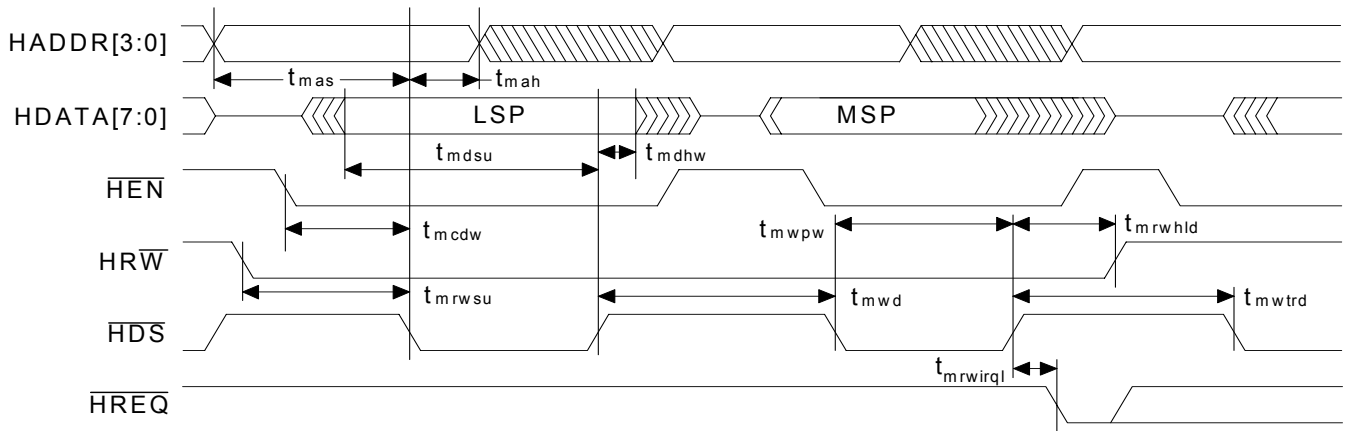 HADDR[3:0]
t mas
t mah
HDATA[7:0]
LSP
MSP
t mdsu
t mdhw
HEN
t mcdw
t mwpw
t mrwhld
HRW
t mrwsu
t mwd
t mwtrd
HDS
t mrwirql
HREQ